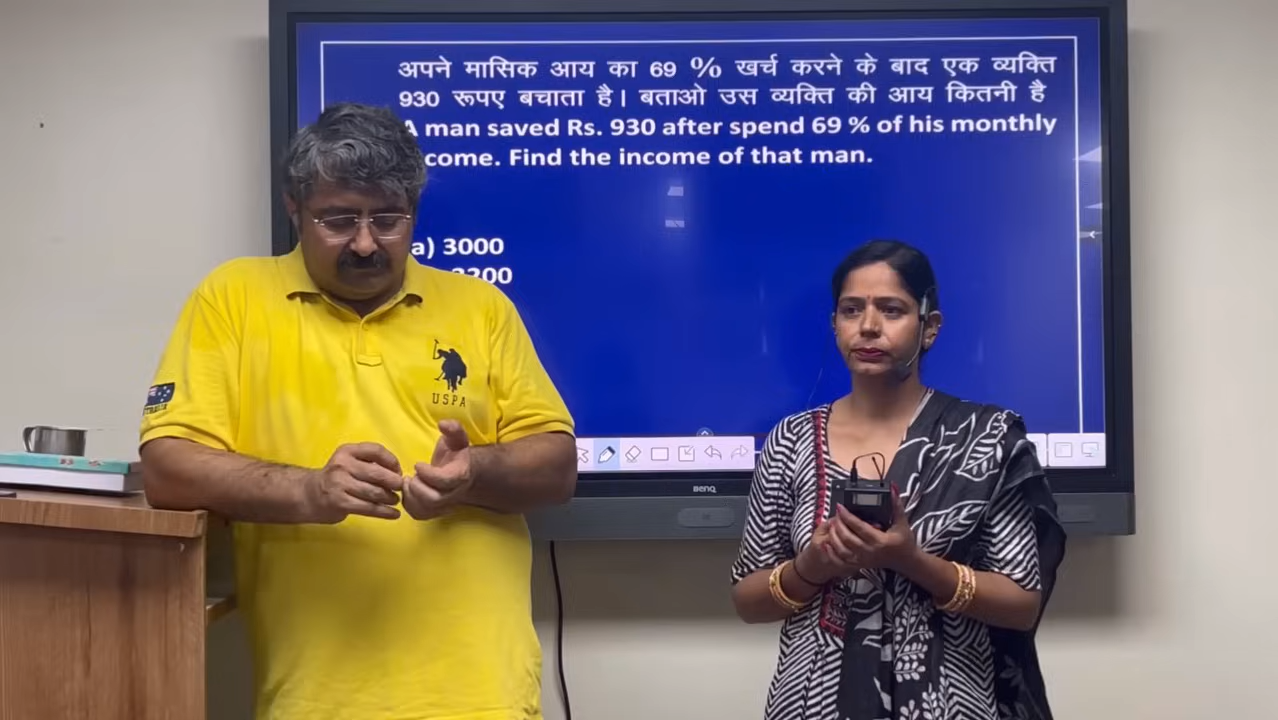 अपने मासिक आय का 69 % खर्च करने के बाद एक व्यक्ति
930 रूपए बचाता है। बताओ उस व्यक्ति की आय कितनी है
A man saved Rs. 930 after spend 69 % of his monthly
come. Find the income of that man.
a) 3000
2200
USPA
BenQ